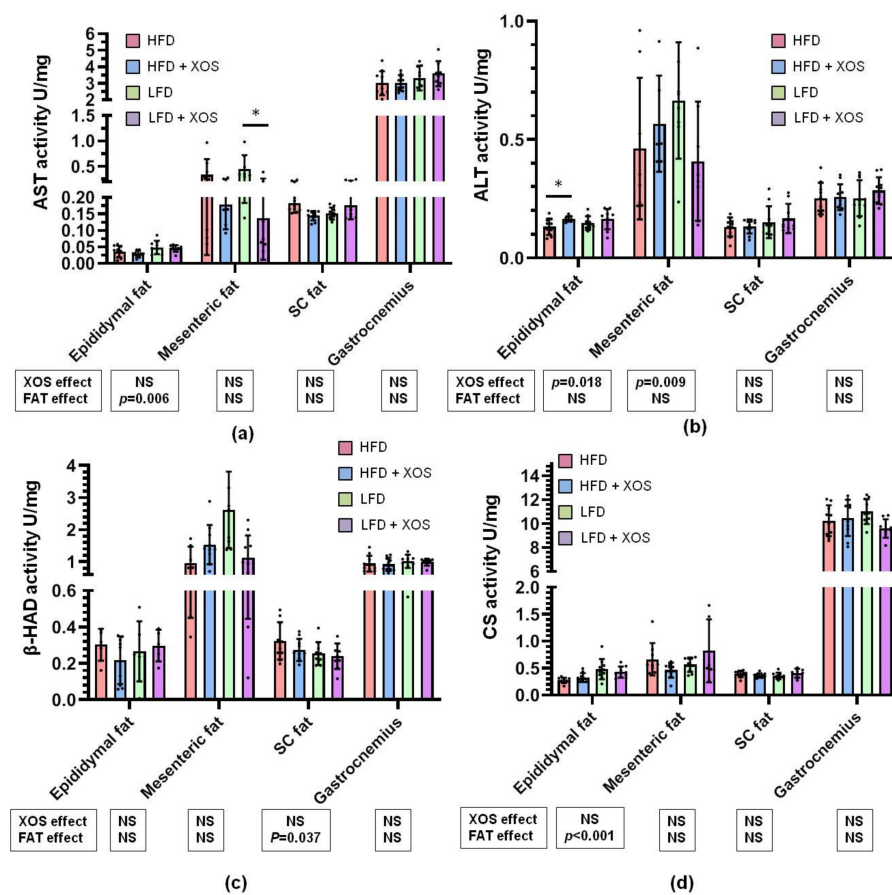 AST activity U/mg
6
5
4
3
2
1.5
1.0
0.5
0.20
0.15
0.10
0.05
0.00
HFD
HFD + XOS
LFD
LFD + XOS
*
Epididymal fat
Mesenteric fat
SC fat
Gastrocnemius
XOS effect NS NS NS NS
FAT effect p=0.006 NS NS NS
(a)
ALT activity U/mg
1.0
0.5
0.0
HFD
HFD + XOS
LFD
LFD + XOS
*
Epididymal fat
Mesenteric fat
SC fat
Gastrocnemius
XOS effect p=0.018 p=0.009 NS NS
FAT effect NS NS NS NS
(b)
β-HAD activity U/mg
4
3
2
1
0.6
0.4
0.2
0.0
HFD
HFD + XOS
LFD
LFD + XOS
Epididymal fat
Mesenteric fat
SC fat
Gastrocnemius
XOS effect NS NS NS NS
FAT effect NS NS P=0.037 NS
(c)
CS activity U/mg
14
12
10
8
6
2.0
1.5
1.0
0.5
0.0
HFD
HFD + XOS
LFD
LFD + XOS
Epididymal fat
Mesenteric fat
SC fat
Gastrocnemius
XOS effect NS NS NS NS
FAT effect p<0.001 NS NS NS
(d)